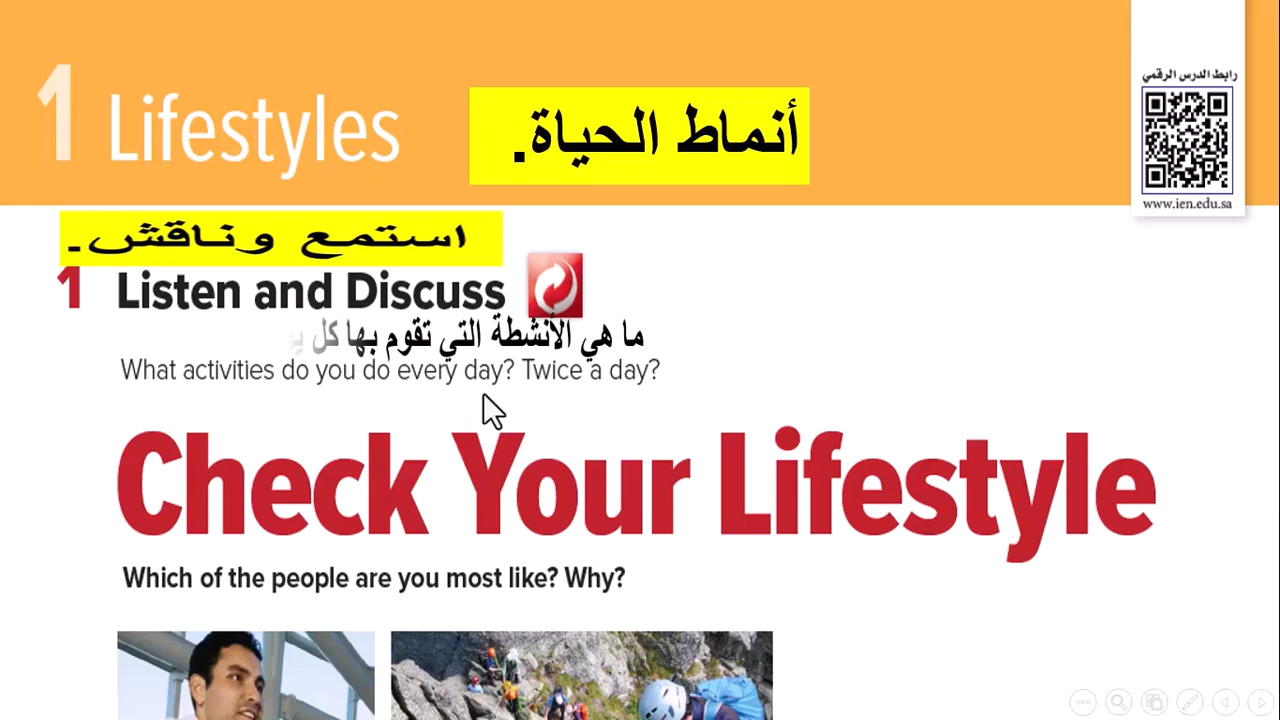 1 Lifestyles
أنماط الحياة.
رابط الدرس الرقمي
www.ien.edu.sa
استمع وناقش.
1 Listen and Discuss
ما هي الأنشطة التي تقوم بها كل
What activities do you do every day? Twice a day?
Check Your Lifestyle
Which of the people are you most like? Why?